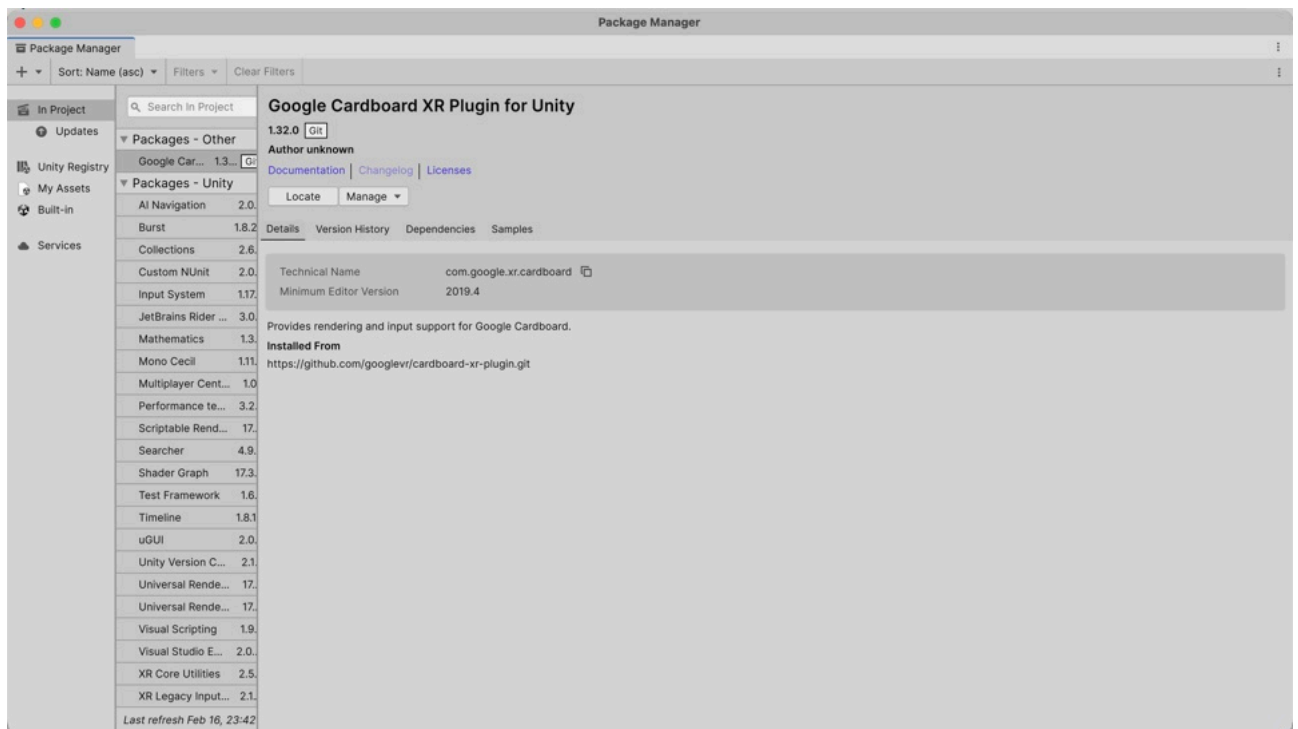 Package Manager
Package Manager
Sort: Name (asc)
Filters
Clear Filters
In Project
Updates
Unity Registry
My Assets
Built-in
Services
Search In Project
Packages - Other
Google Car... 1.3... Git
Packages - Unity
AI Navigation 2.0.
Burst 1.8.2
Collections 2.6.
Custom NUnit 2.0.
Input System 1.17.
JetBrains Rider ... 3.0.
Mathematics 1.3.
Mono Cecil 1.11.
Multiplayer Cent... 1.0
Performance te... 3.2.
Scriptable Rend... 17..
Searcher 4.9.
Shader Graph 17.3.
Test Framework 1.6.
Timeline 1.8.1
uGUI 2.0.
Unity Version C... 2.1.
Universal Rende... 17..
Universal Rende... 17..
Visual Scripting 1.9.
Visual Studio E... 2.0..
XR Core Utilities 2.5.
XR Legacy Input... 2.1.
Last refresh Feb 16, 23:42
Google Cardboard XR Plugin for Unity
1.32.0 Git
Author unknown
Documentation | Changelog | Licenses
Locate Manage
Details Version History Dependencies Samples
Technical Name com.google.xr.cardboard
Minimum Editor Version 2019.4
Provides rendering and input support for Google Cardboard.
Installed From
https://github.com/googlevr/cardboard-xr-plugin.git